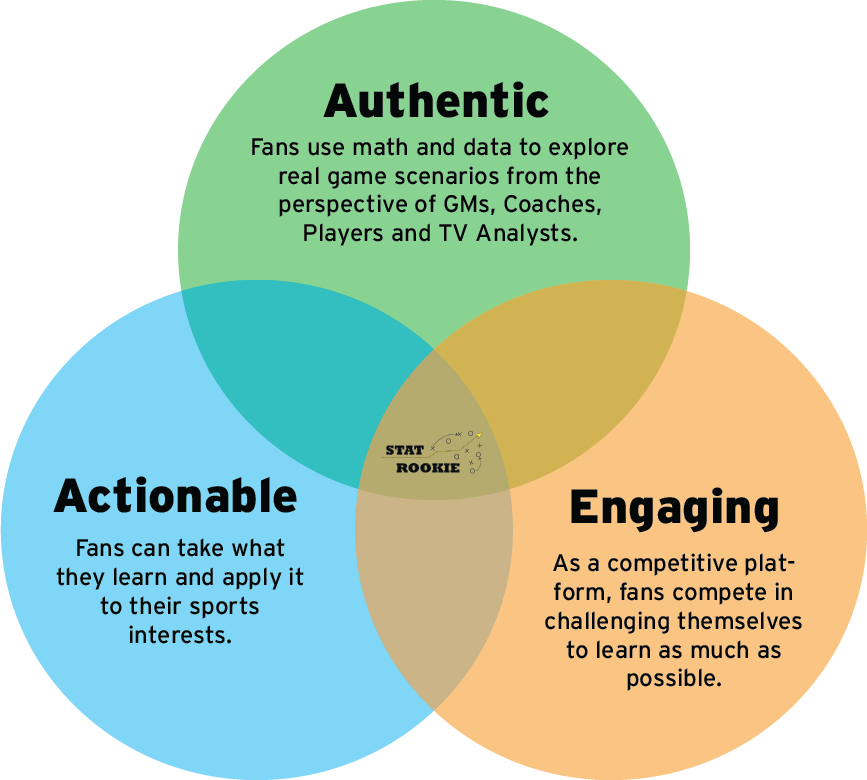 Authentic
Fans use math and data to explore
real game scenarios from the
perspective of GMs, Coaches,
Players and TV Analysts.
STAT
ROOKIE
Actionable
Fans can take what
they learn and apply it
to their sports
interests.
Engaging
As a competitive plat-
form, fans compete in
challenging themselves
to learn as much as
possible.